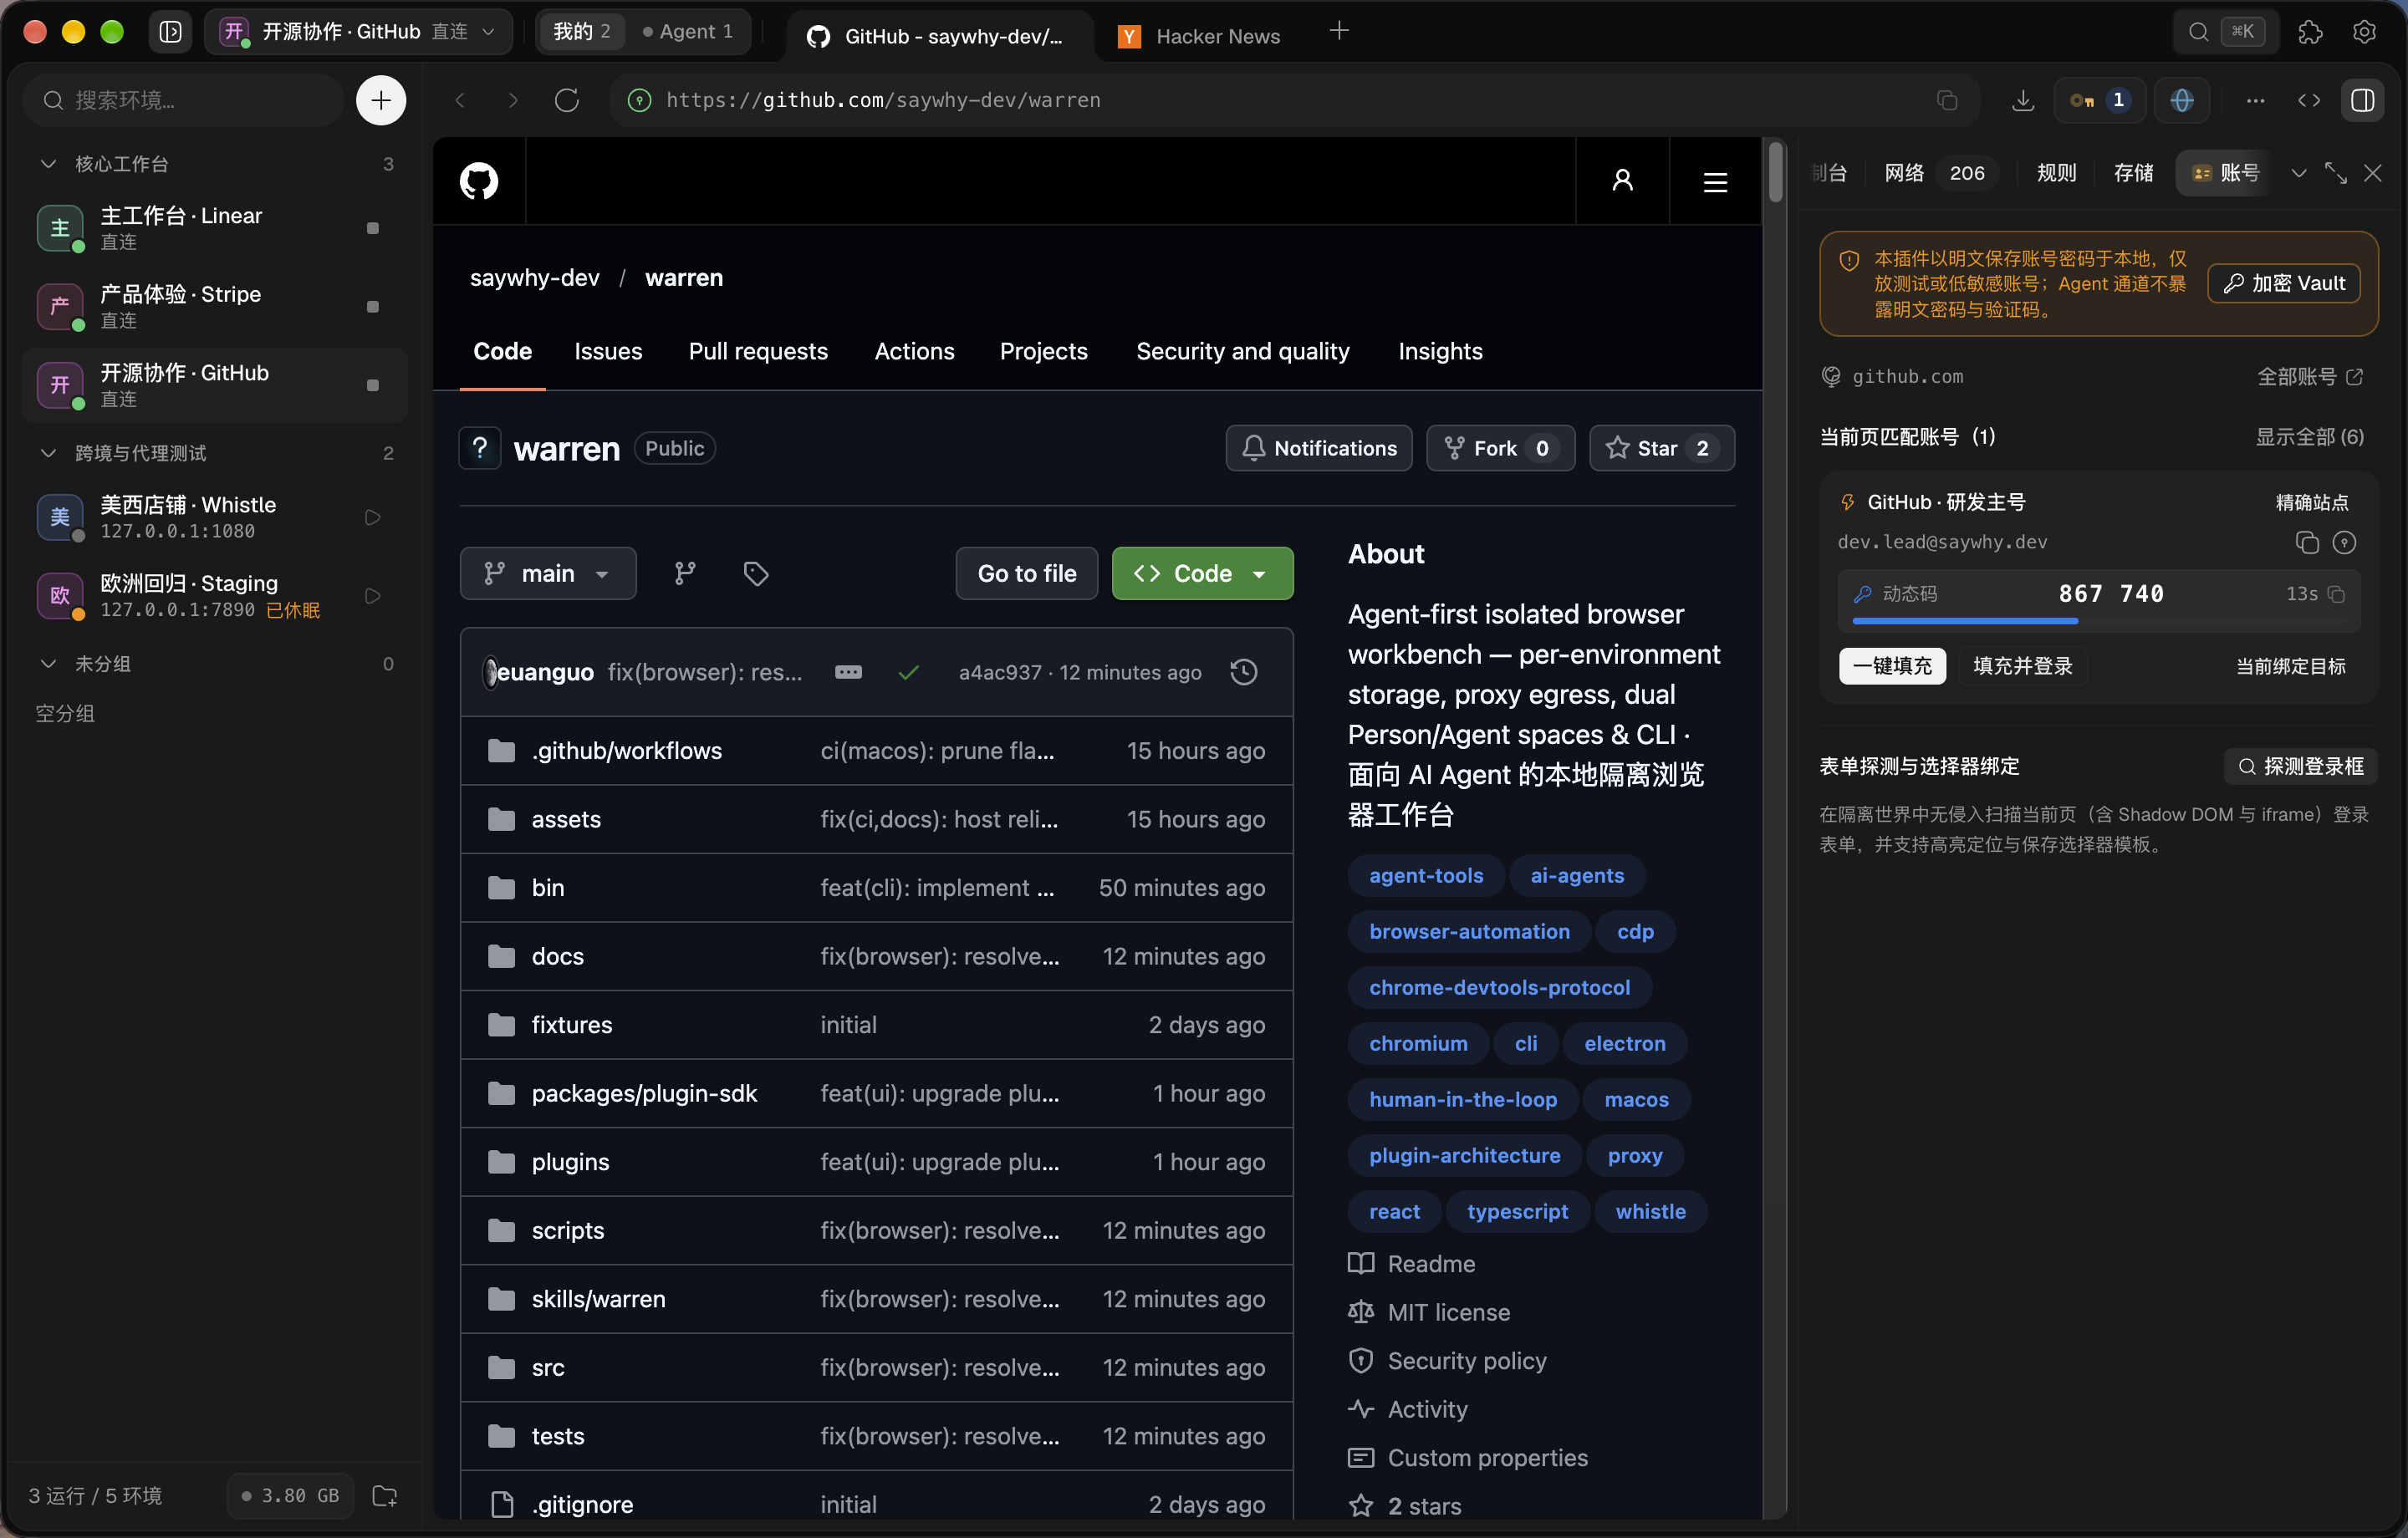 开 开源协作 · GitHub 直连
我的 2
Agent 1
GitHub - saywhy-dev/...
Y Hacker News
⌘K
搜索环境...
https://github.com/saywhy-dev/warren
1
核心工作台 3
主 主工作台 · Linear
直连
产 产品体验 · Stripe
直连
开 开源协作 · GitHub
直连
跨境与代理测试 2
美 美西店铺 · Whistle
127.0.0.1:1080
欧 欧洲回归 · Staging
127.0.0.1:7890 已休眠
未分组 0
空分组
3 运行 / 5 环境
3.80 GB
saywhy-dev / warren
Code Issues Pull requests Actions Projects Security and quality Insights
? warren Public
Notifications
Fork 0
Star 2
main
Go to file
Code
euanguo fix(browser): res... a4ac937 · 12 minutes ago
.github/workflows ci(macos): prune fla... 15 hours ago
assets fix(ci,docs): host reli... 15 hours ago
bin feat(cli): implement ... 50 minutes ago
docs fix(browser): resolve... 12 minutes ago
fixtures initial 2 days ago
packages/plugin-sdk feat(ui): upgrade plu... 1 hour ago
plugins feat(ui): upgrade plu... 1 hour ago
scripts fix(browser): resolve... 12 minutes ago
skills/warren fix(browser): resolve... 12 minutes ago
src fix(browser): resolve... 12 minutes ago
tests fix(browser): resolve... 12 minutes ago
.gitignore initial 2 days ago
About
Agent-first isolated browser
workbench — per-environment
storage, proxy egress, dual
Person/Agent spaces & CLI ·
面向 AI Agent 的本地隔离浏览
器工作台
agent-tools ai-agents
browser-automation cdp
chrome-devtools-protocol
chromium cli electron
human-in-the-loop macos
plugin-architecture proxy
react typescript whistle
Readme
MIT license
Security policy
Activity
Custom properties
2 stars
制台 网络 206 规则 存储 账号
本插件以明文保存账号密码于本地，仅
放测试或低敏感账号；Agent 通道不暴
露明文密码与验证码。
加密 Vault
github.com 全部账号
当前页匹配账号（1） 显示全部 (6)
GitHub · 研发主号 精确站点
dev.lead@saywhy.dev
动态码 867 740 13s
一键填充 填充并登录 当前绑定目标
表单探测与选择器绑定 探测登录框
在隔离世界中无侵入扫描当前页（含 Shadow DOM 与 iframe）登录
表单，并支持高亮定位与保存选择器模板。